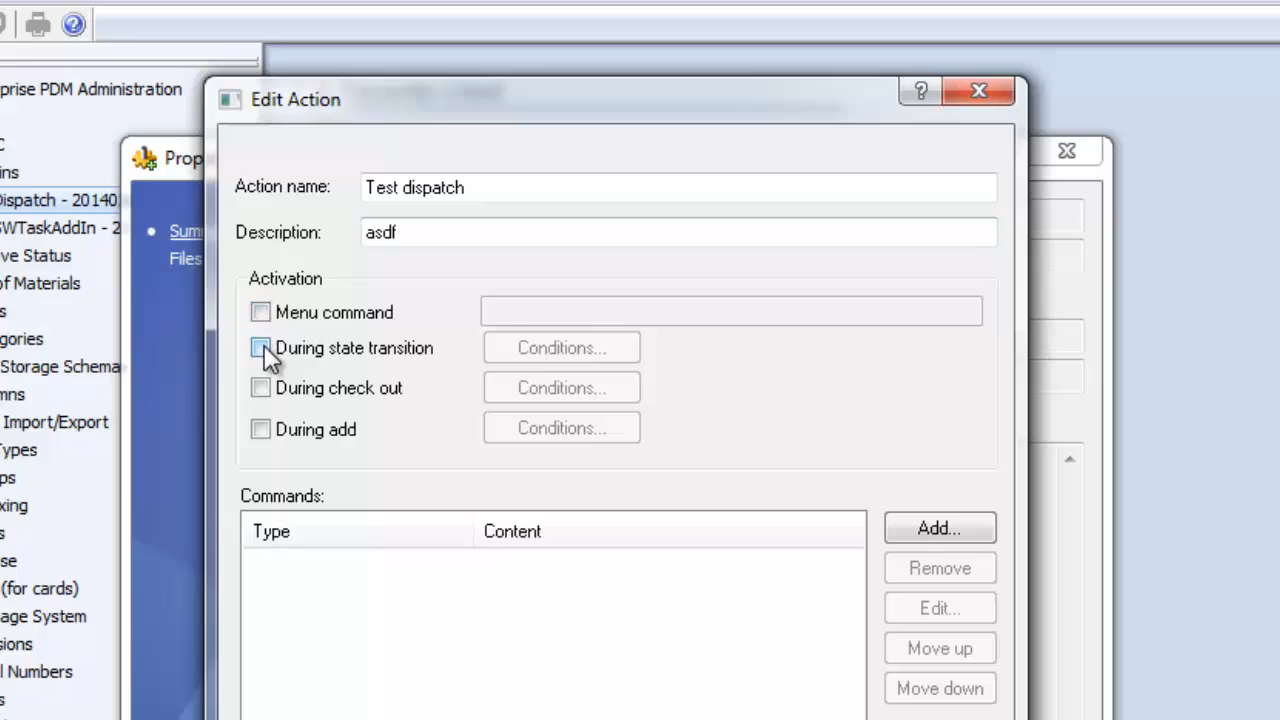 prise PDM Administration
C
ins
Dispatch - 20140
SWTaskAddIn - 2
ve Status
of Materials
s
egories
Storage Schema
mns
Import/Export
Types
ps
xing
s
se
(for cards)
age System
sions
l Numbers
s
Prop
Summ
Files
Edit Action
?
Action name:
Test dispatch
Description:
asdf
Activation
Menu command
During state transition
Conditions...
During check out
Conditions...
During add
Conditions...
Commands:
Type
Content
Add...
Remove
Edit...
Move up
Move down